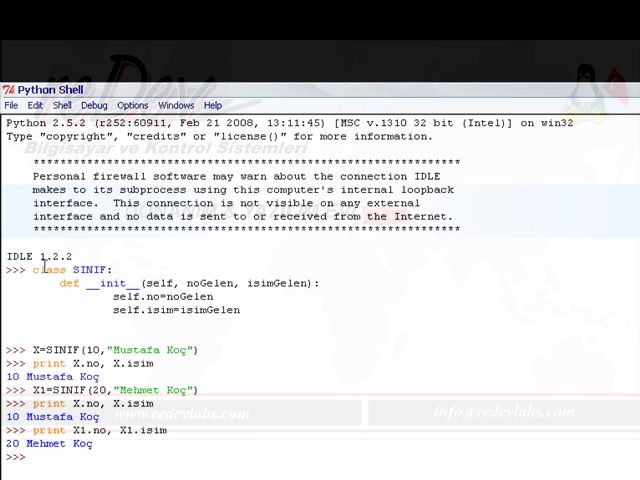 reDev
Python Shell
File Edit Shell Debug Options Windows Help
Python 2.5.2 (r252:60911, Feb 21 2008, 13:11:45) [MSC v.1310 32 bit (Intel)] on win32
Type "copyright", "credits" or "license()" for more information.
Bilgisayar ve Kontrol Sistemleri
****************************************************************
Personal firewall software may warn about the connection IDLE
makes to its subprocess using this computer's internal loopback
interface. This connection is not visible on any external
interface and no data is sent to or received from the Internet.
****************************************************************
IDLE 1.2.2
>>> class SINIF:
def __init__(self, noGelen, isimGelen):
self.no=noGelen
self.isim=isimGelen
>>> X=SINIF(10,"Mustafa Koç")
>>> print X.no, X.isim
10 Mustafa Koç
>>> X1=SINIF(20,"Mehmet Koç")
>>> print X.no, X.isim
10 Mustafa Koç
www.redevlabs.com info@redevlabs.com
>>> print X1.no, X1.isim
20 Mehmet Koç
>>>